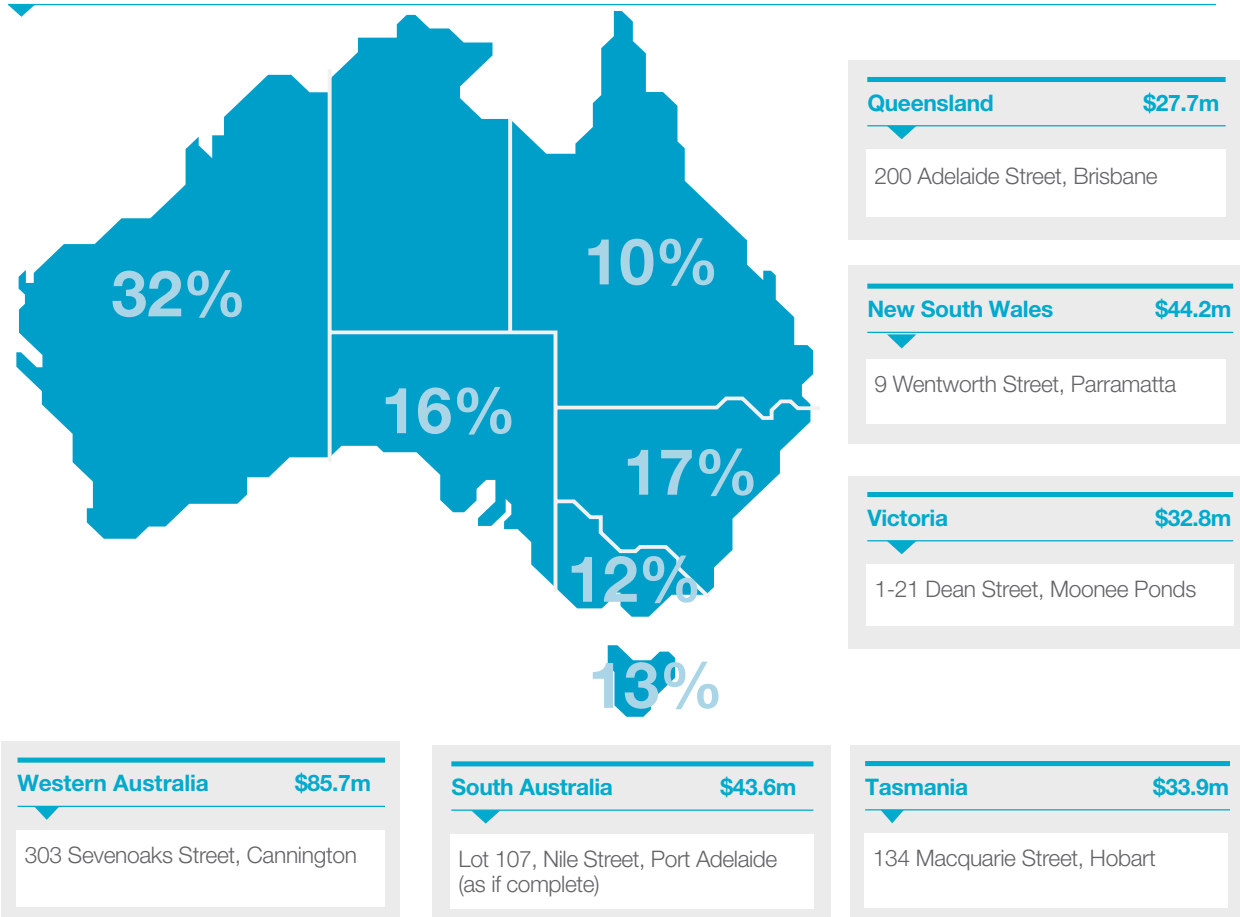 32%
10%
16%
17%
12%
13%
Queensland $27.7m
200 Adelaide Street, Brisbane
New South Wales $44.2m
9 Wentworth Street, Parramatta
Victoria $32.8m
1-21 Dean Street, Moonee Ponds
Western Australia $85.7m
303 Sevenoaks Street, Cannington
South Australia $43.6m
Lot 107, Nile Street, Port Adelaide
(as if complete)
Tasmania $33.9m
134 Macquarie Street, Hobart